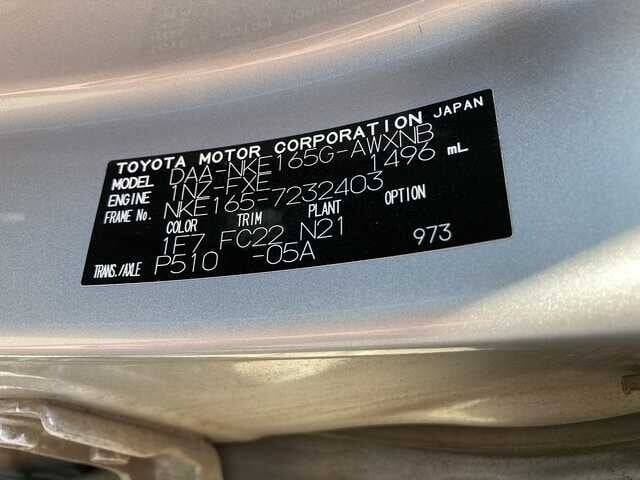 TOYOTA MOTOR CORPORATION JAPAN
MODEL DAA-NKE165G-AWXNB
ENGINE 1NZ-FXE 1496 mL
FRAME No. NKE165-7232403
COLOR TRIM PLANT OPTION
1F7 FC22 N21
TRANS./AXLE P510 -05A 973